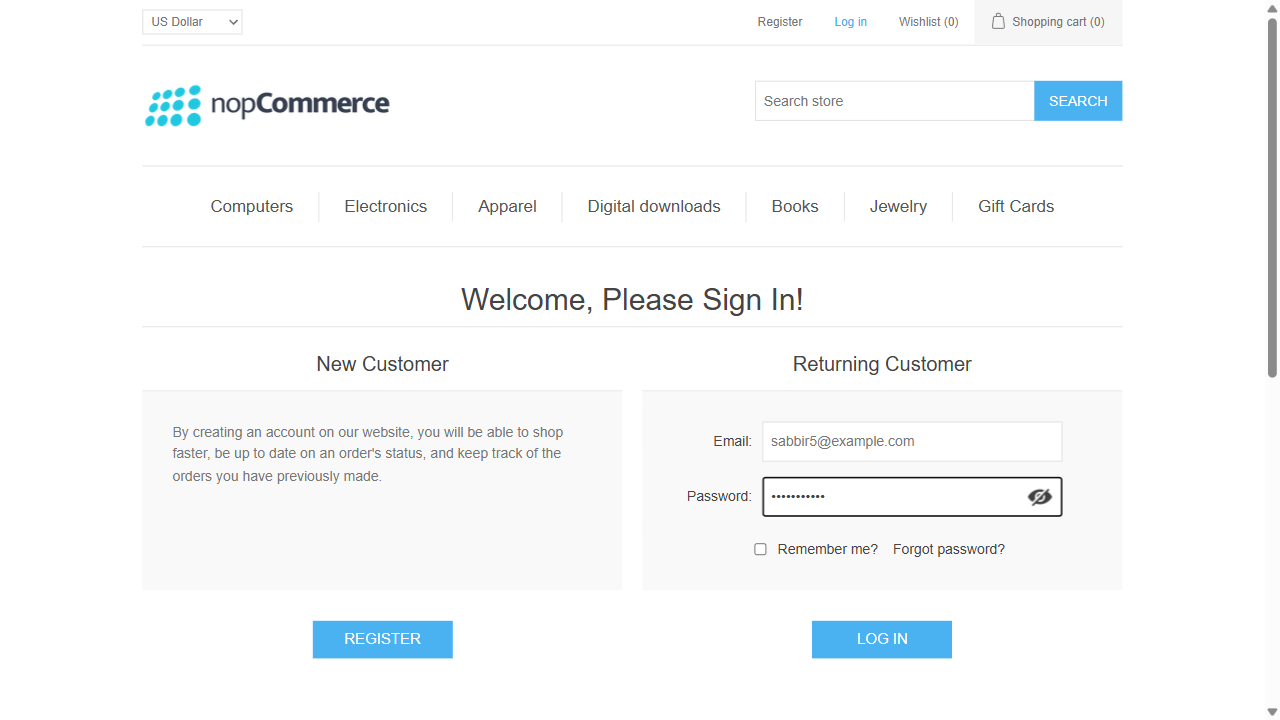 US Dollar
Register
Log in
Wishlist (0)
Shopping cart (0)
nopCommerce
Search store
SEARCH
Computers
Electronics
Apparel
Digital downloads
Books
Jewelry
Gift Cards
Welcome, Please Sign In!
New Customer
By creating an account on our website, you will be able to shop
faster, be up to date on an order's status, and keep track of the
orders you have previously made.
REGISTER
Returning Customer
Email:
sabbir5@example.com
Password:
•••••••••••
Remember me?
Forgot password?
LOG IN